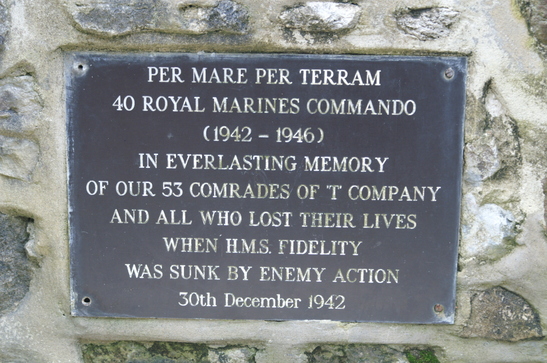 PER MARE PER TERRAM
40 ROYAL MARINES COMMANDO
(1942 – 1946)
IN EVERLASTING MEMORY
OF OUR 53 COMRADES OF 'T' COMPANY
AND ALL WHO LOST THEIR LIVES
WHEN H.M.S. FIDELITY
WAS SUNK BY ENEMY ACTION
30th December 1942